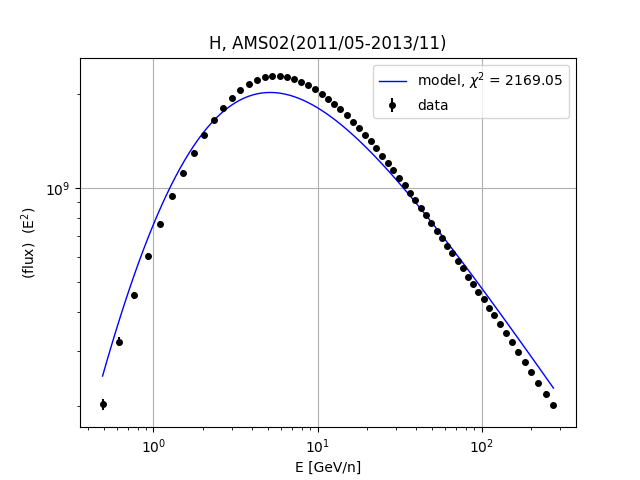 H, AMS02(2011/05-2013/11)
model, χ² = 2169.05
data
10⁹
(flux) (E²)
10⁰ 10¹ 10²
E [GeV/n]